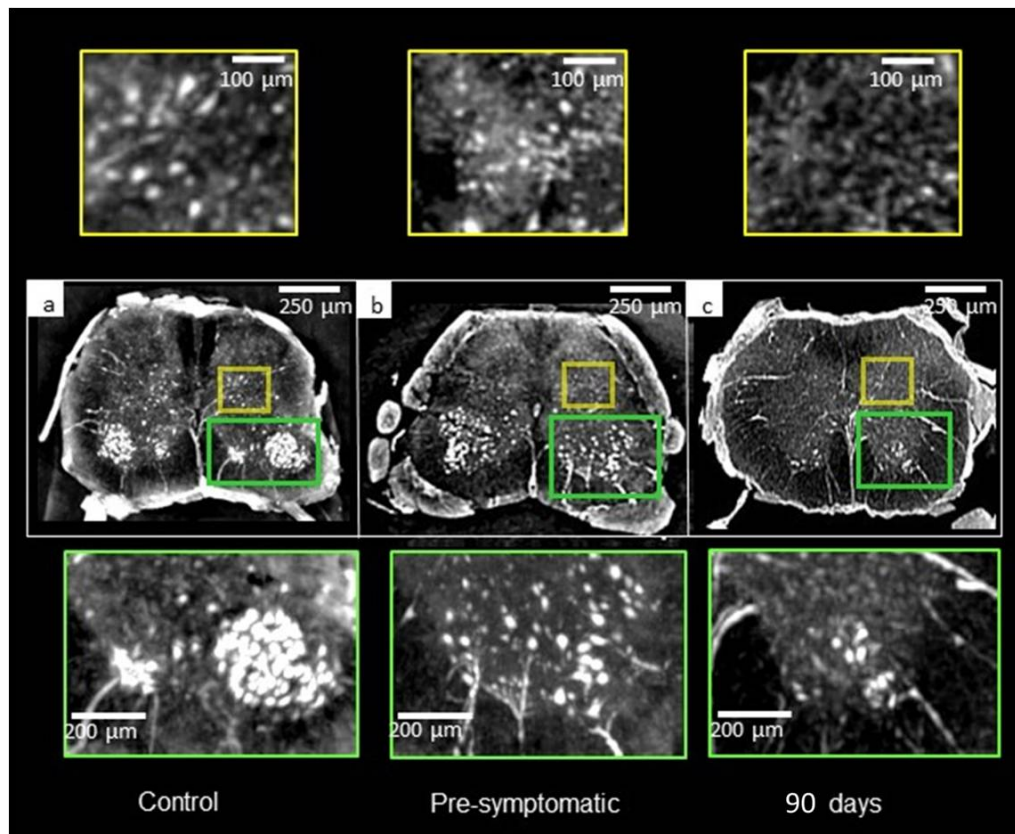 100 μm
100 μm
100 μm
a
250 μm
b
250 μm
c
250 μm
200 μm
200 μm
200 μm
Control
Pre-symptomatic
90 days